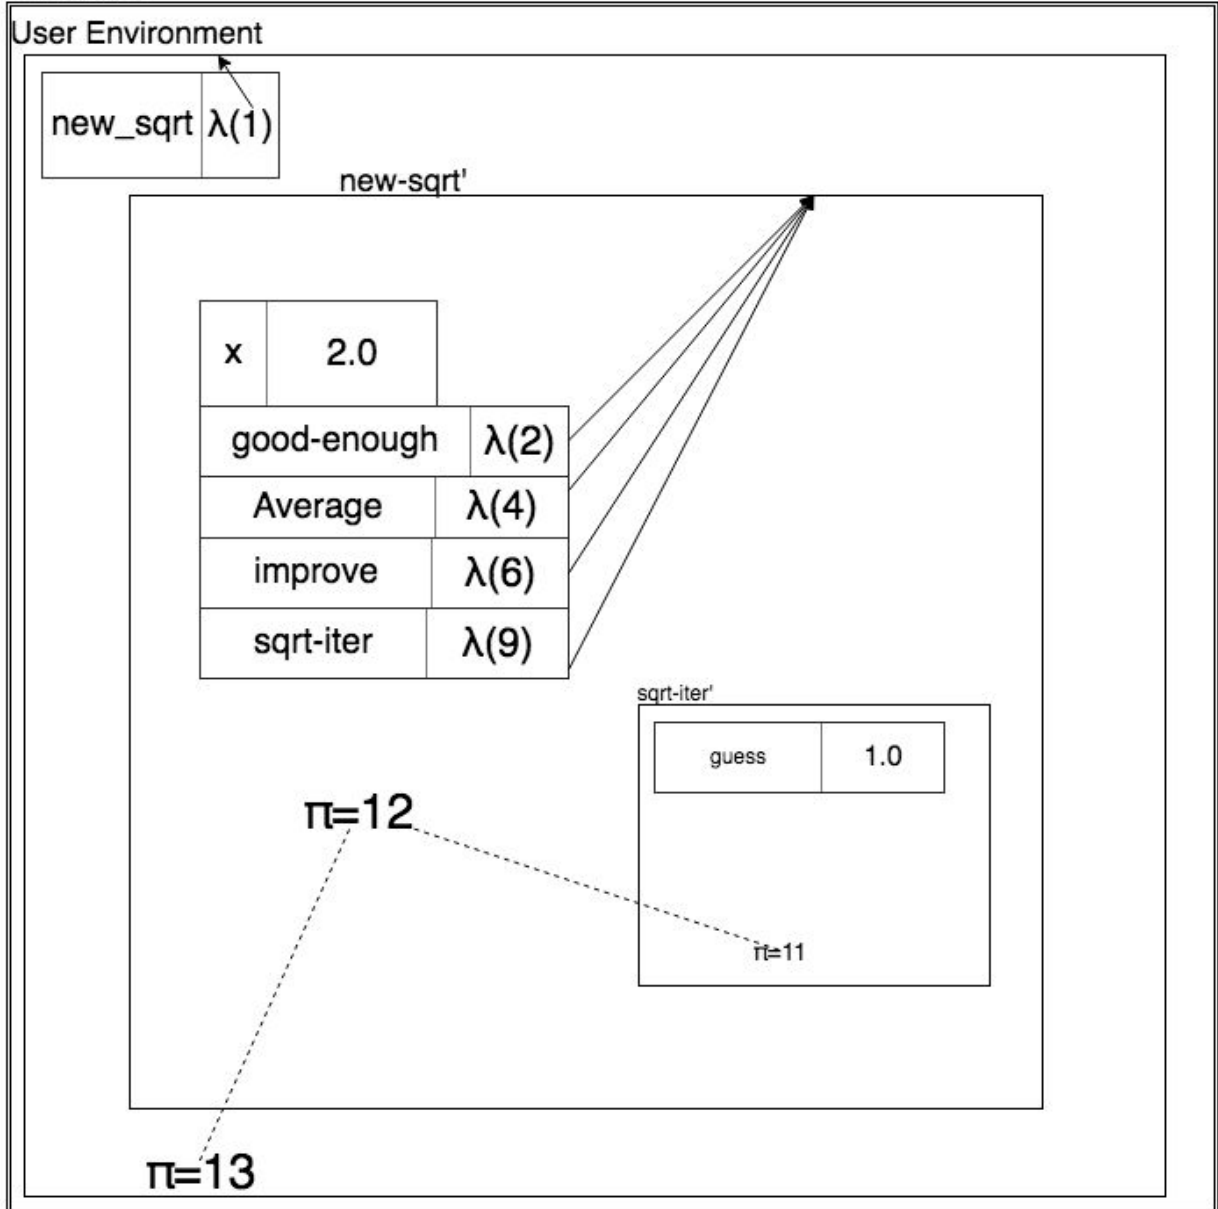 User Environment
new_sqrt λ(1)
new-sqrt'
x 2.0
good-enough λ(2)
Average λ(4)
improve λ(6)
sqrt-iter λ(9)
sqrt-iter'
guess 1.0
π=12
π=11
π=13